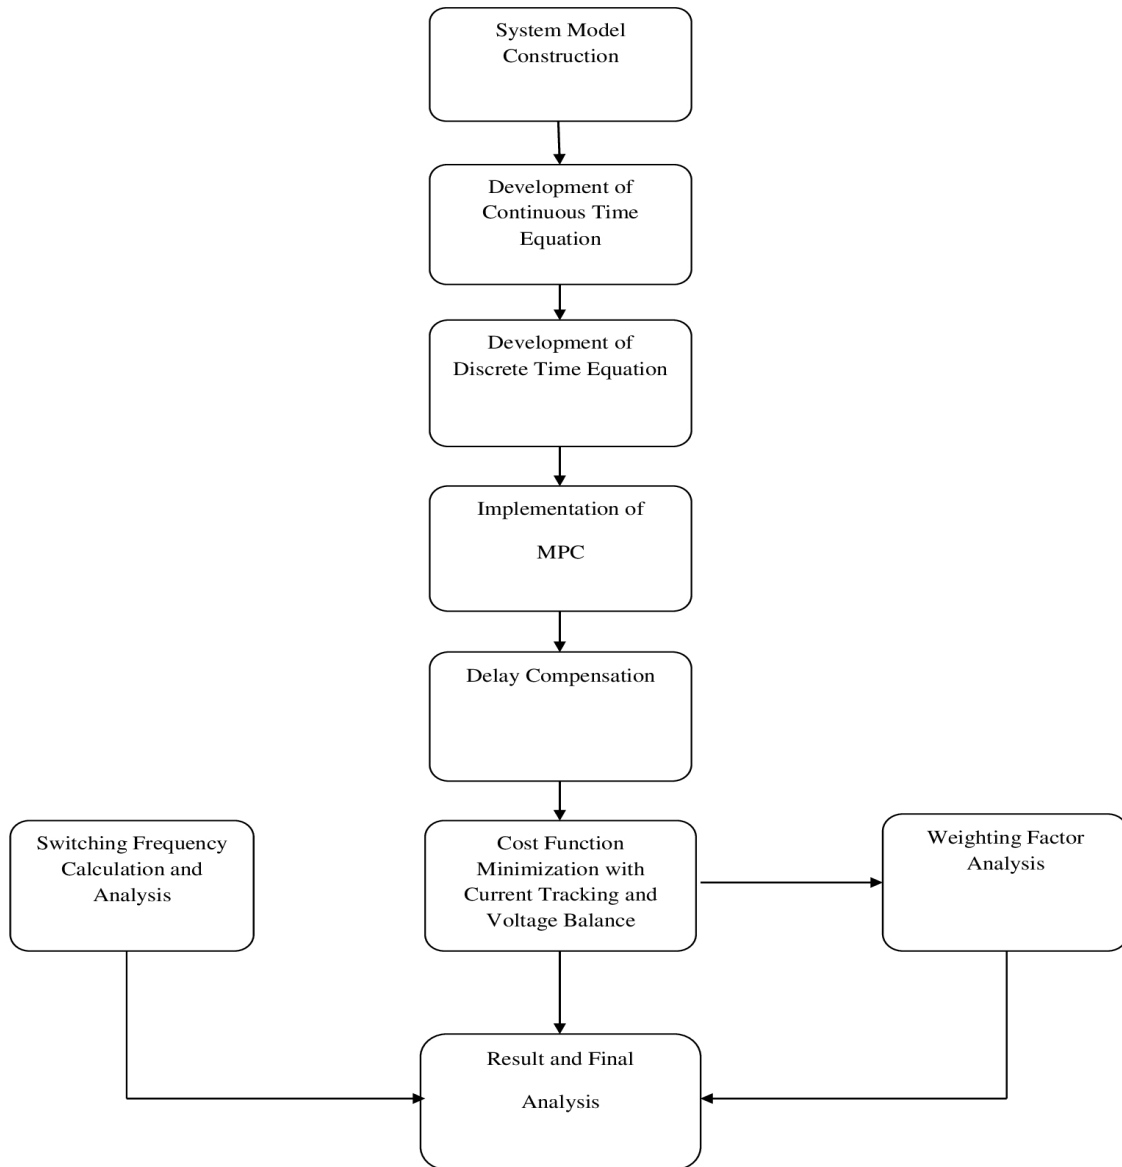 System Model
Construction
Development of
Continuous Time
Equation
Development of
Discrete Time Equation
Implementation of
MPC
Delay Compensation
Switching Frequency
Calculation and
Analysis
Cost Function
Minimization with
Current Tracking and
Voltage Balance
Weighting Factor
Analysis
Result and Final
Analysis